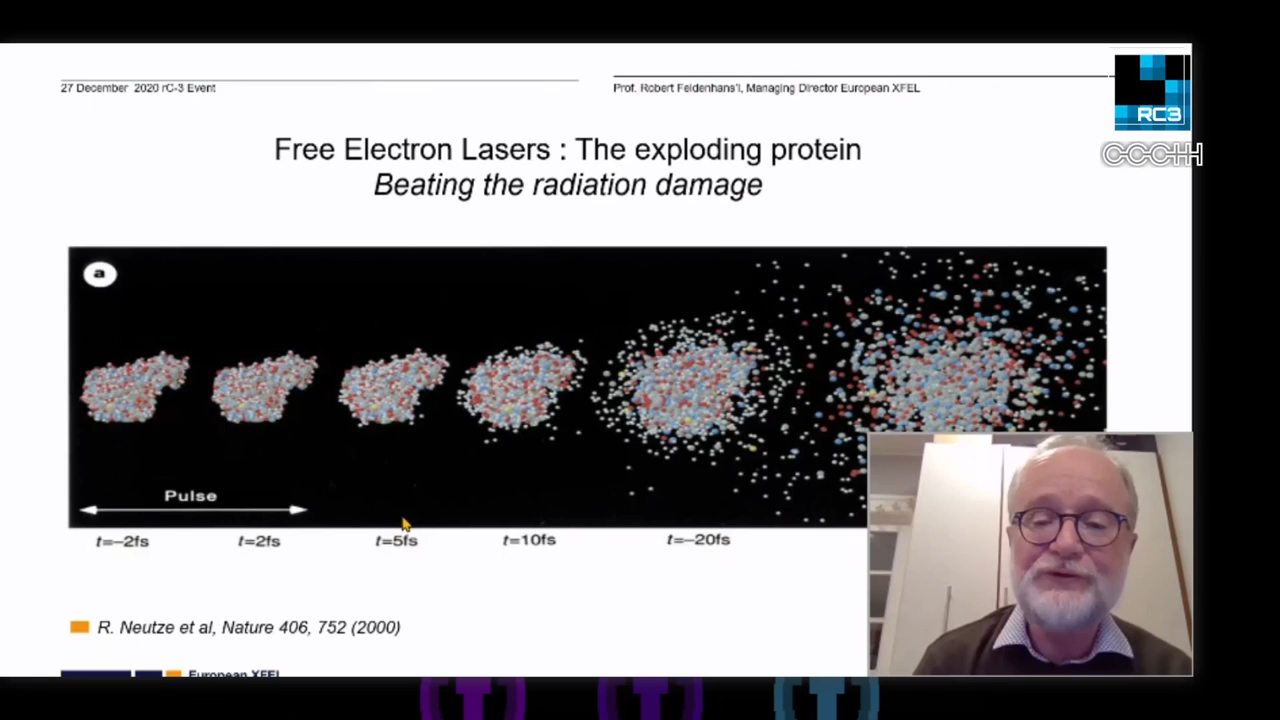 27 December 2020 rC-3 Event
Prof. Robert Feidenhans'l, Managing Director European XFEL
RC3
CCCHH
Free Electron Lasers : The exploding protein
Beating the radiation damage
a
Pulse
t=–2fs
t=2fs
t=5fs
t=10fs
t=–20fs
R. Neutze et al, Nature 406, 752 (2000)
European XFEL